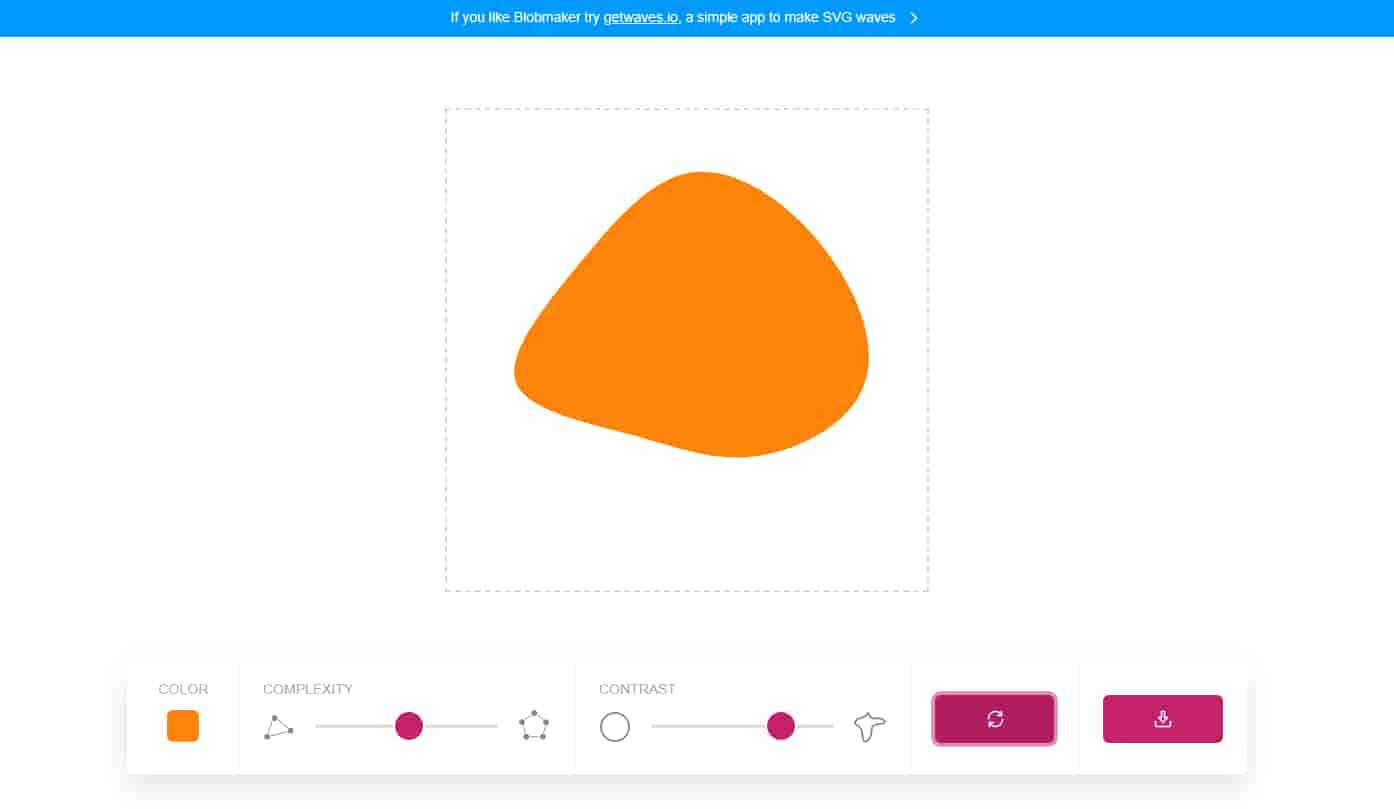 If you like Blobmaker try getwaves.io, a simple app to make SVG waves
COLOR
COMPLEXITY
CONTRAST